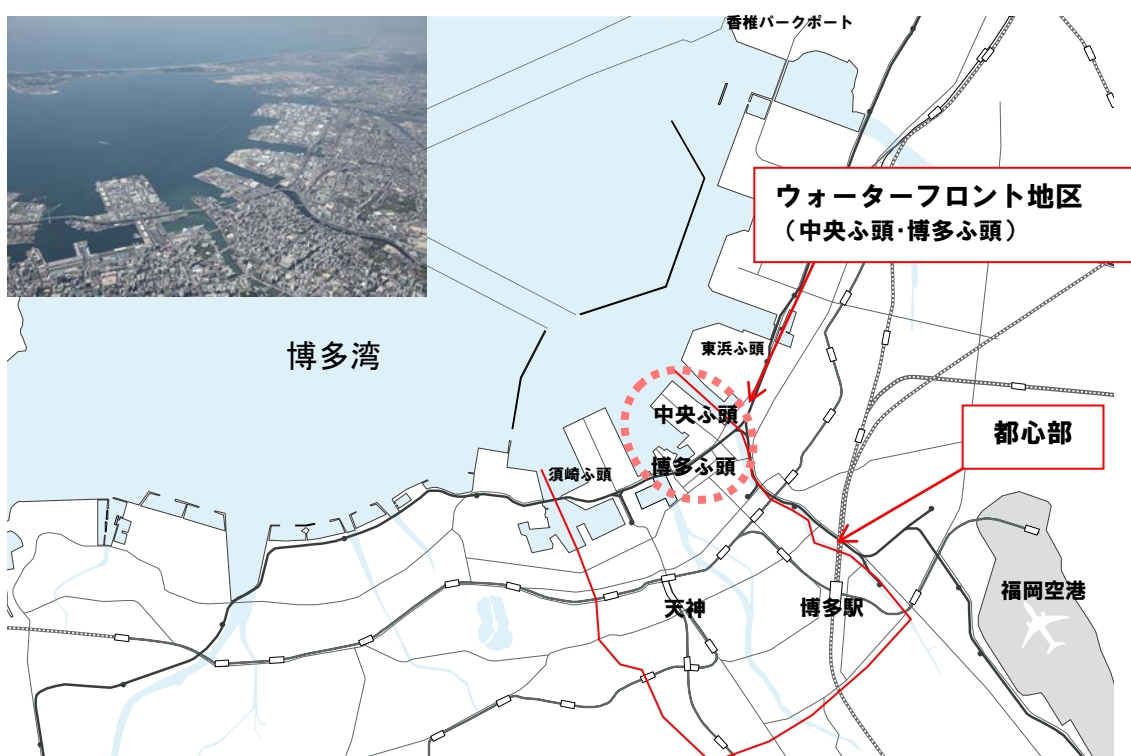 香椎パークポート
ウォーターフロント地区
（中央ふ頭・博多ふ頭）
博多湾
東浜ふ頭
中央ふ頭
都心部
博多ふ頭
須崎ふ頭
福岡空港
天神
博多駅